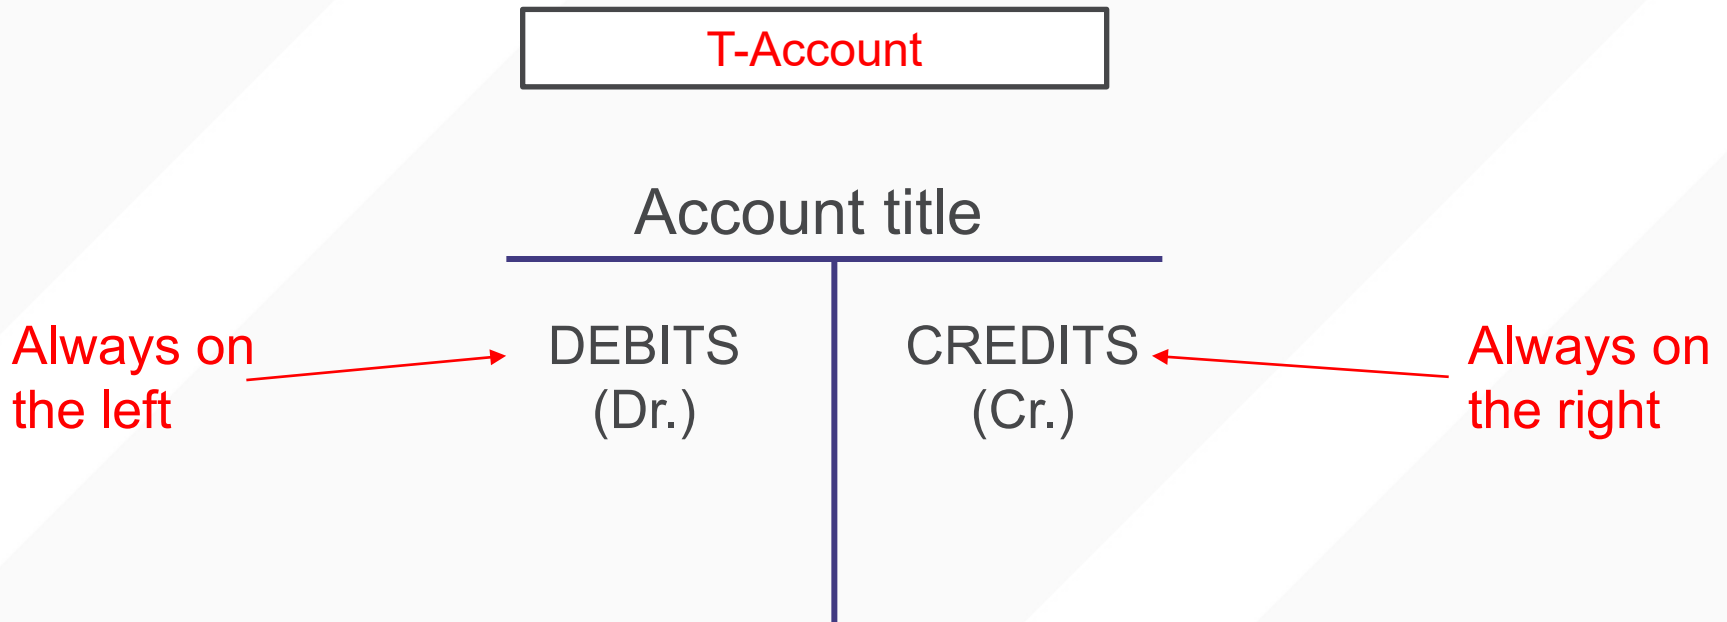 T-Account
Account title
Always on
the left
DEBITS
(Dr.)
CREDITS
(Cr.)
Always on
the right